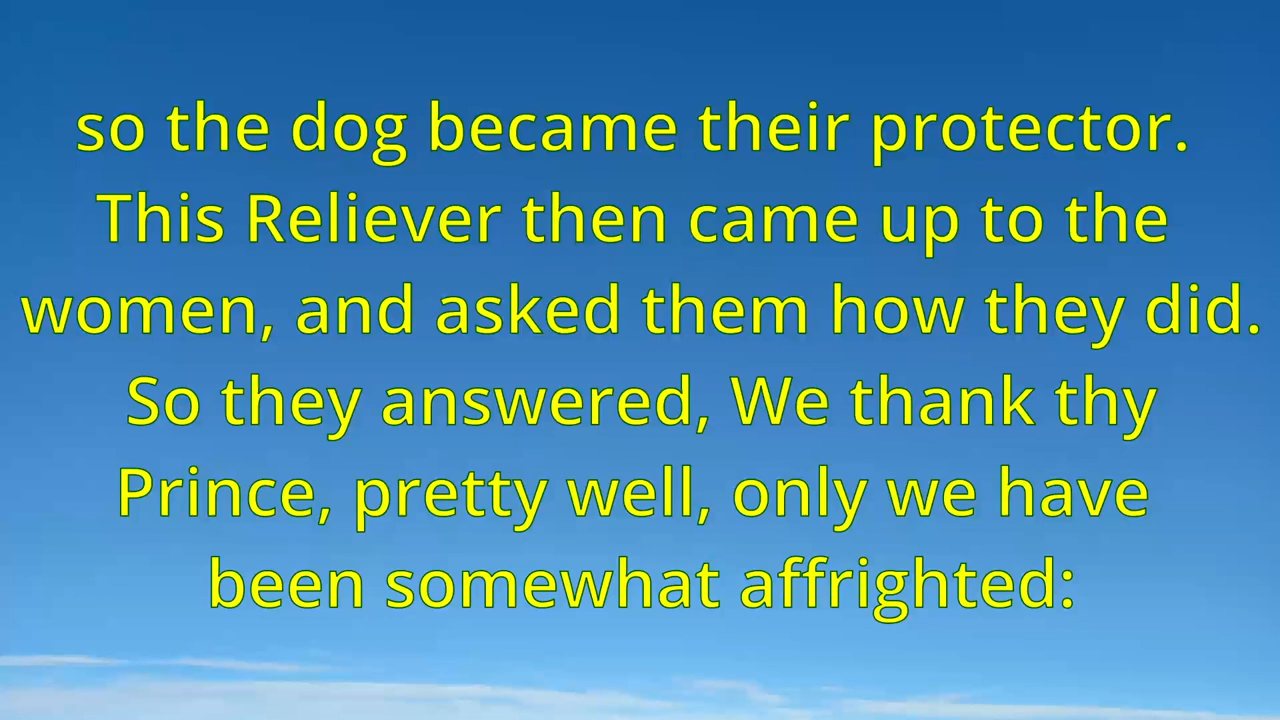 so the dog became their protector.
This Reliever then came up to the
women, and asked them how they did.
So they answered, We thank thy
Prince, pretty well, only we have
been somewhat affrighted: